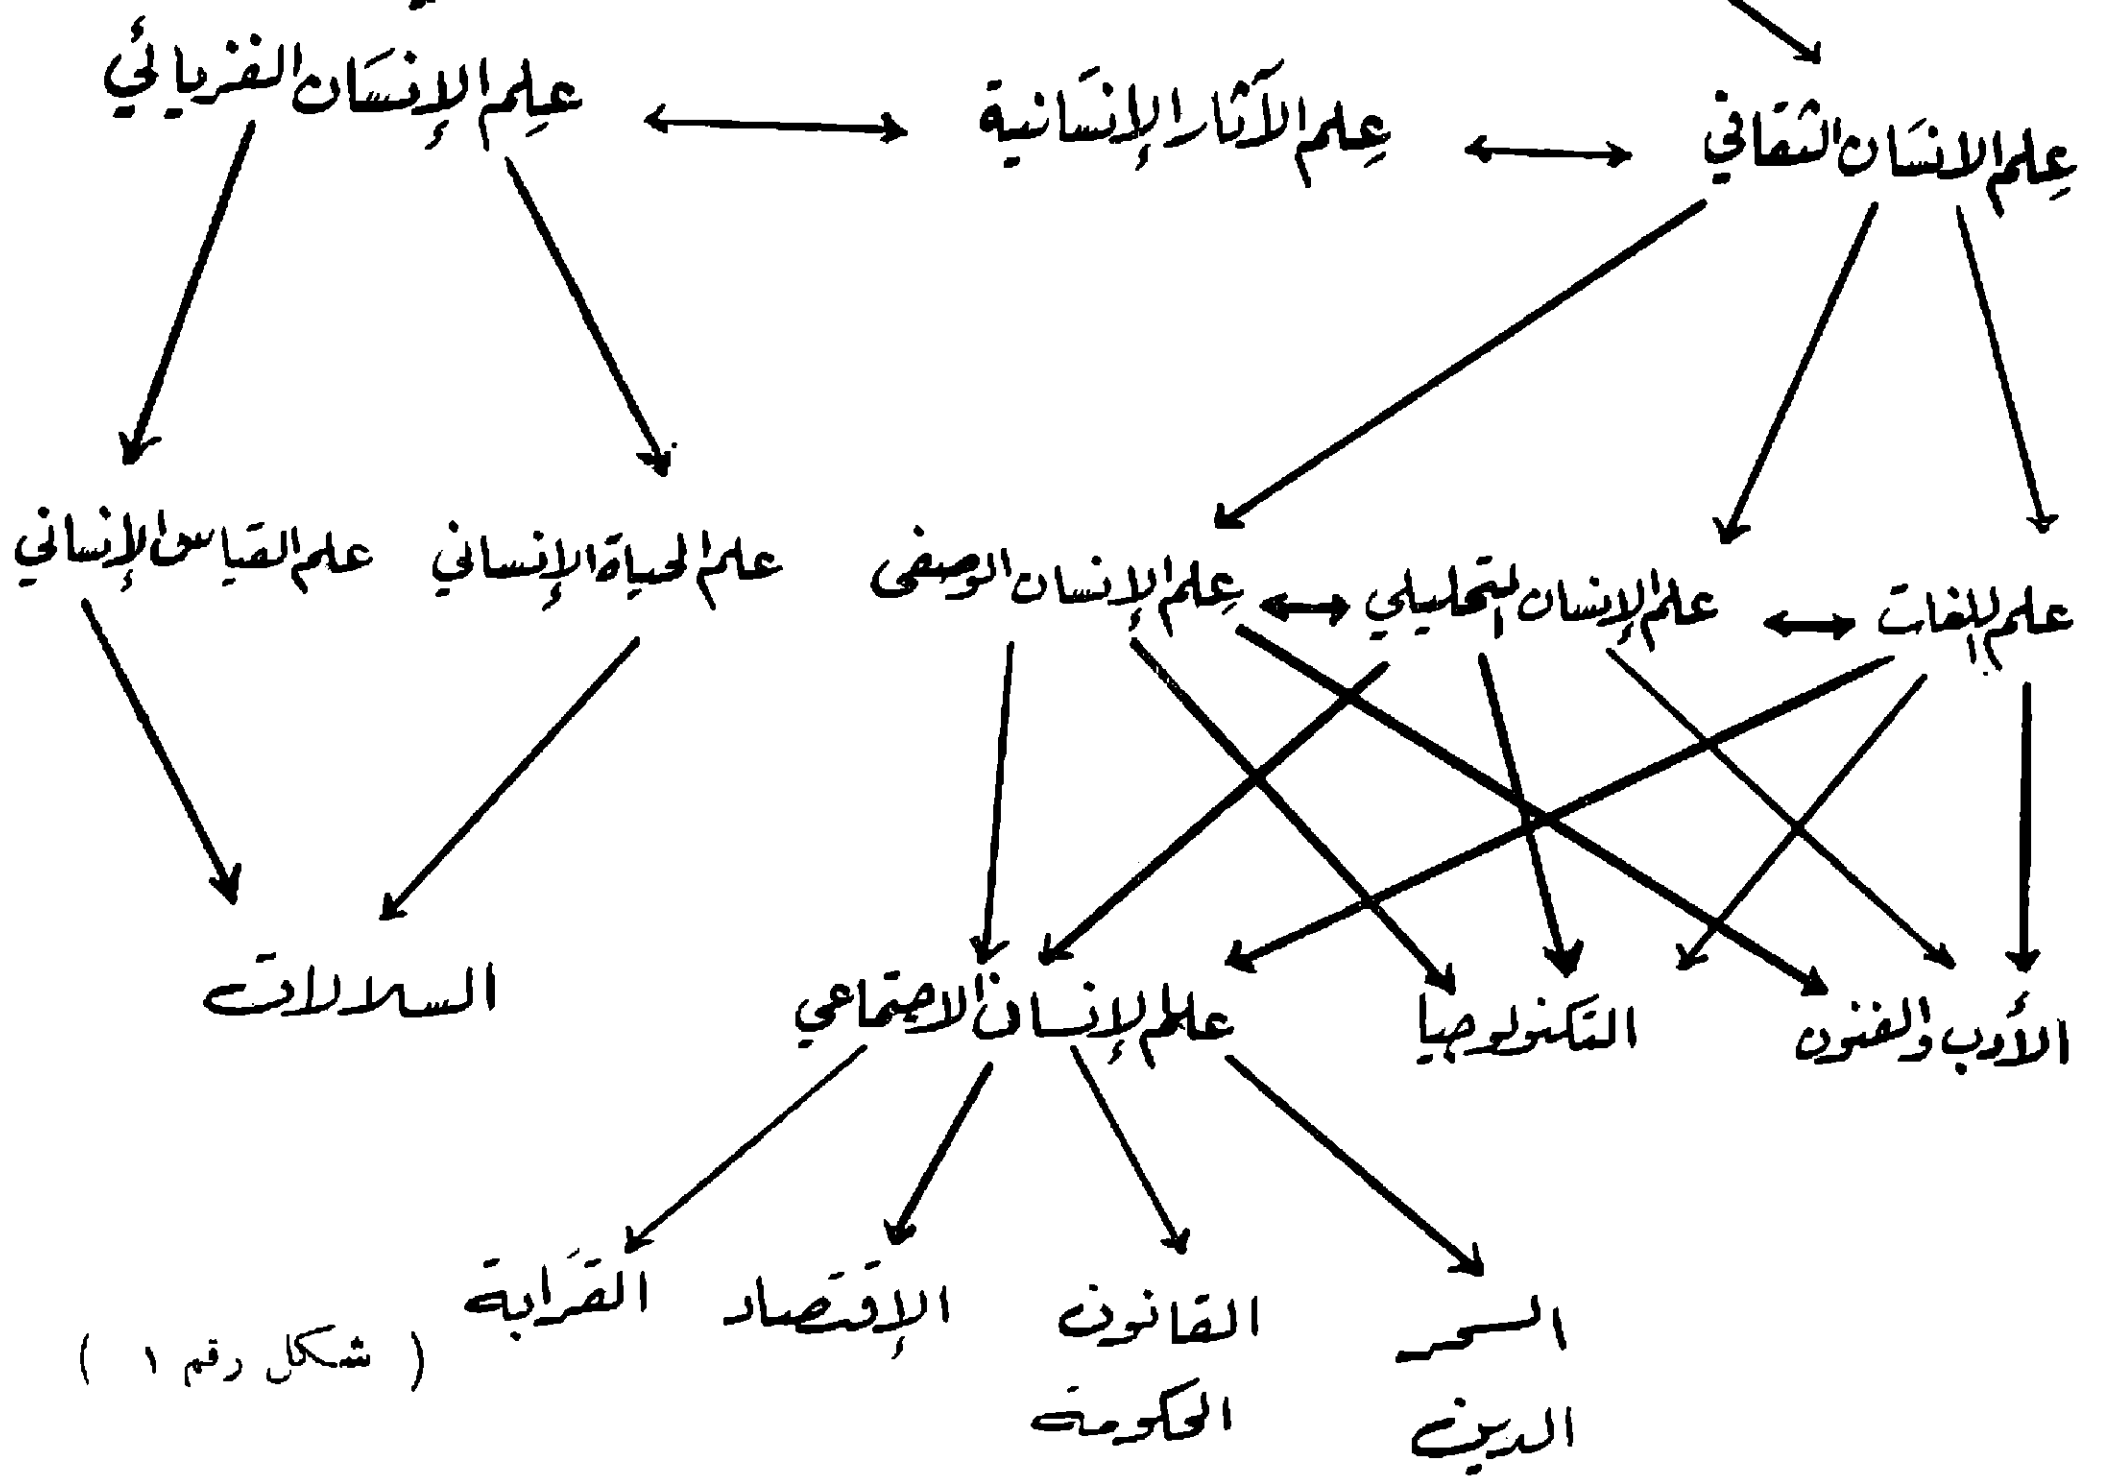 علم الانسان الثقافي
علم الآثار الإنسانية
علم الإنسان الفزيائي
علم اللغات
علم الإنسان التحليلي
علم الإنسان الوصفى
علم الحياة الإنساني
علم القياس الإنساني
الأدب والفنون
التكنولوجيا
علم الإنسان الاجتماعي
السلالات
السحر
القانون
الإقتصاد
القرابة
الدين
الحكومة
( شكل رقم ١ )